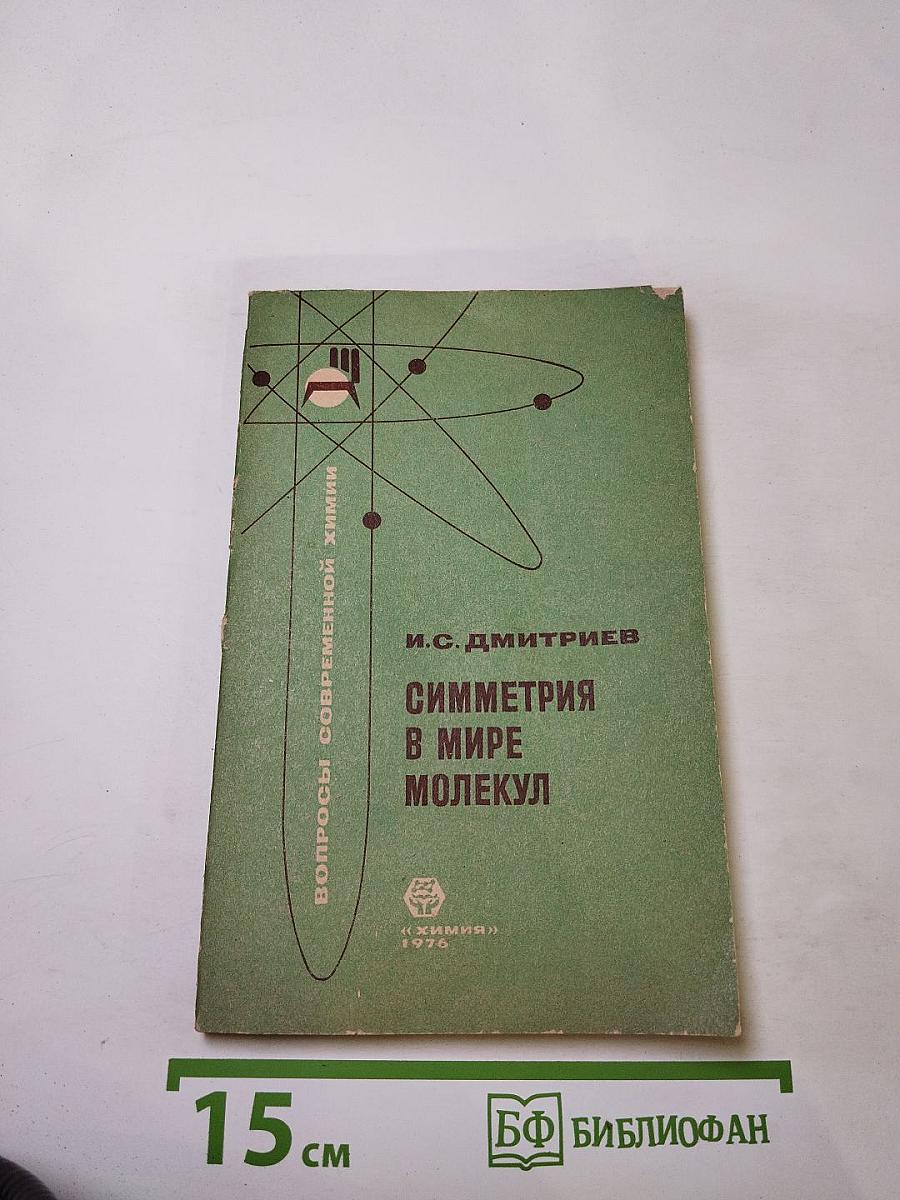 ВОПРОСЫ СОВРЕМЕННОЙ ХИМИИ
И.С. ДМИТРИЕВ
СИММЕТРИЯ
В МИРЕ
МОЛЕКУЛ
«ХИМИЯ»
1976
15 см
БФ БИБЛИОФАН